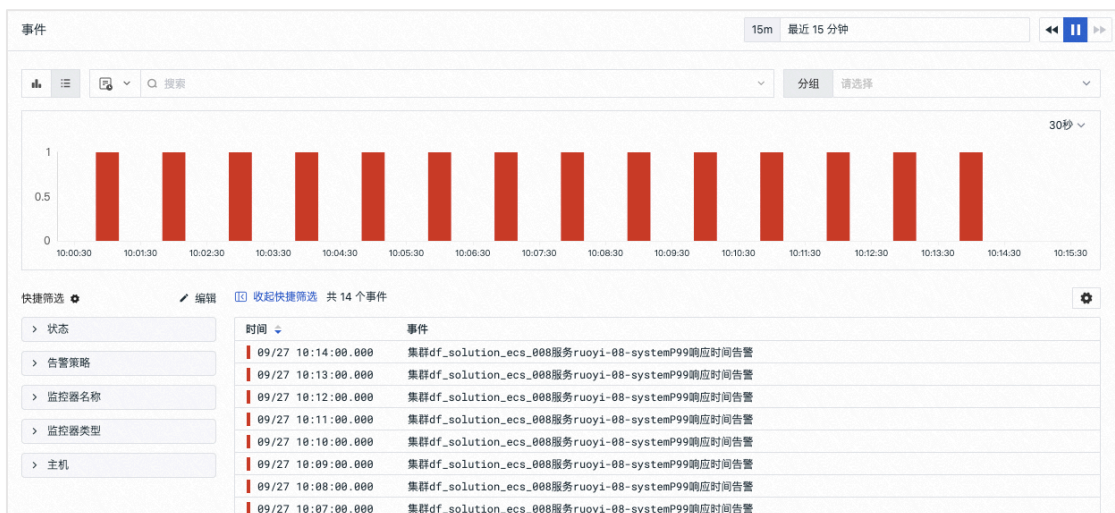 事件
15m 最近 15 分钟
搜索
分组 请选择
30秒
1
0.5
0
10:00:30 10:01:30 10:02:30 10:03:30 10:04:30 10:05:30 10:06:30 10:07:30 10:08:30 10:09:30 10:10:30 10:11:30 10:12:30 10:13:30 10:14:30 10:15:30
快捷筛选 编辑 收起快捷筛选 共 14 个事件
状态
告警策略
监控器名称
监控器类型
主机
时间 事件
09/27 10:14:00.000 集群df_solution_ecs_008服务ruoyi-08-systemP99响应时间告警
09/27 10:13:00.000 集群df_solution_ecs_008服务ruoyi-08-systemP99响应时间告警
09/27 10:12:00.000 集群df_solution_ecs_008服务ruoyi-08-systemP99响应时间告警
09/27 10:11:00.000 集群df_solution_ecs_008服务ruoyi-08-systemP99响应时间告警
09/27 10:10:00.000 集群df_solution_ecs_008服务ruoyi-08-systemP99响应时间告警
09/27 10:09:00.000 集群df_solution_ecs_008服务ruoyi-08-systemP99响应时间告警
09/27 10:08:00.000 集群df_solution_ecs_008服务ruoyi-08-systemP99响应时间告警
09/27 10:07:00.000 集群df_solution_ecs_008服务ruoyi-08-systemP99响应时间告警